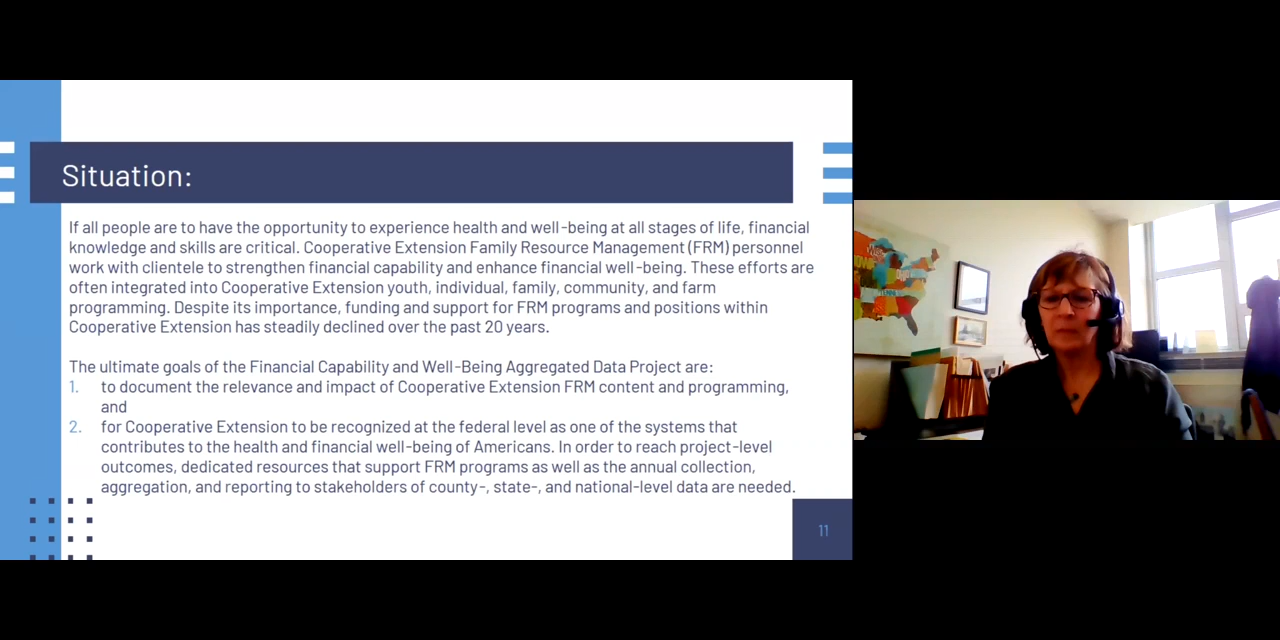 Situation:
If all people are to have the opportunity to experience health and well-being at all stages of life, financial
knowledge and skills are critical. Cooperative Extension Family Resource Management (FRM) personnel
work with clientele to strengthen financial capability and enhance financial well-being. These efforts are
often integrated into Cooperative Extension youth, individual, family, community, and farm
programming. Despite its importance, funding and support for FRM programs and positions within
Cooperative Extension has steadily declined over the past 20 years.
The ultimate goals of the Financial Capability and Well-Being Aggregated Data Project are:
1. to document the relevance and impact of Cooperative Extension FRM content and programming,
and
2. for Cooperative Extension to be recognized at the federal level as one of the systems that
contributes to the health and financial well-being of Americans. In order to reach project-level
outcomes, dedicated resources that support FRM programs as well as the annual collection,
aggregation, and reporting to stakeholders of county-, state-, and national-level data are needed.
11